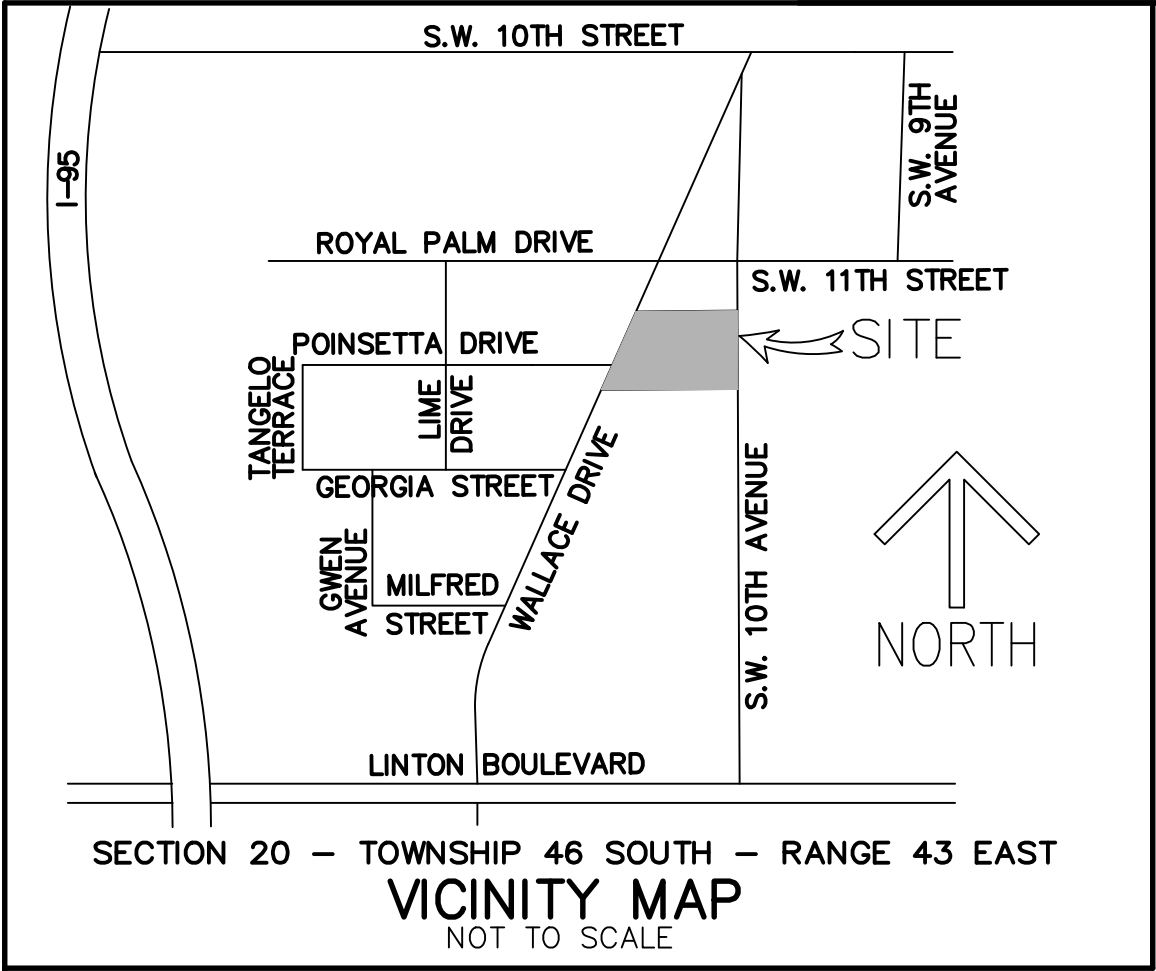 S.W. 10TH STREET
S.W. 9TH
AVENUE
I-95
ROYAL PALM DRIVE
S.W. 11TH STREET
SITE
POINSETTA DRIVE
TANGELO
TERRACE
LIME
DRIVE
GEORGIA STREET
WALLACE DRIVE
S.W. 10TH AVENUE
GWEN
AVENUE
MILFRED
STREET
NORTH
LINTON BOULEVARD
SECTION 20 – TOWNSHIP 46 SOUTH – RANGE 43 EAST
VICINITY MAP
NOT TO SCALE